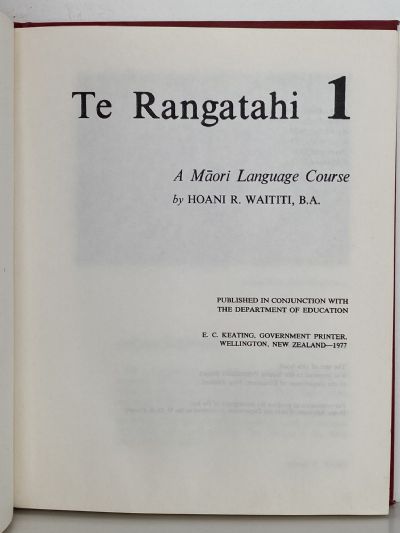 Te Rangatahi 1
A Māori Language Course
by HOANI R. WAITITI, B.A.
PUBLISHED IN CONJUNCTION WITH
THE DEPARTMENT OF EDUCATION
E. C. KEATING, GOVERNMENT PRINTER,
WELLINGTON, NEW ZEALAND—1977